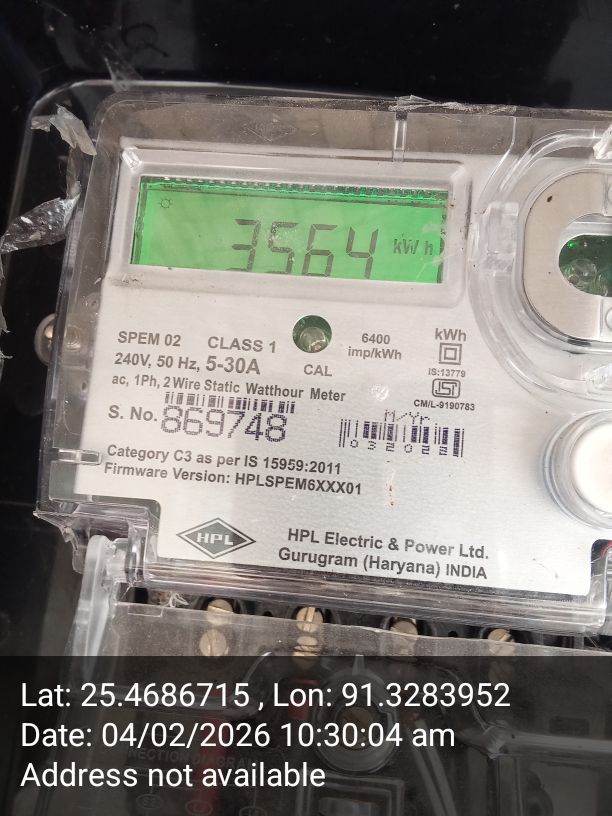 3564 kWh
SPEM 02 CLASS 1 6400 imp/kWh kWh
240V, 50 Hz, 5-30A CAL IS:13779
ac, 1Ph, 2 Wire Static Watthour Meter CM/L-9190783
S. No. 869748 M/Yr.
Category C3 as per IS 15959:2011
Firmware Version: HPLSPEM6XXX01
HPL HPL Electric & Power Ltd.
Gurugram (Haryana) INDIA
Lat: 25.4686715 , Lon: 91.3283952
Date: 04/02/2026 10:30:04 am
Address not available